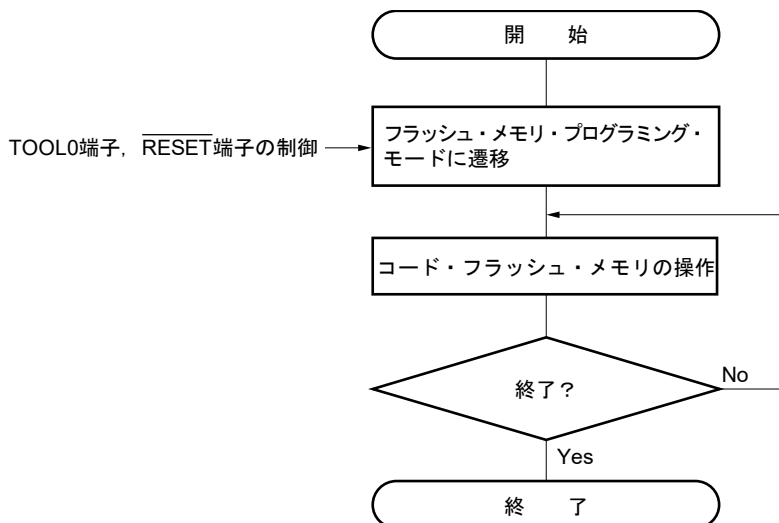 開　始
TOOL0端子，RESET端子の制御
フラッシュ・メモリ・プログラミング・
モードに遷移
コード・フラッシュ・メモリの操作
終了？
No
Yes
終　了